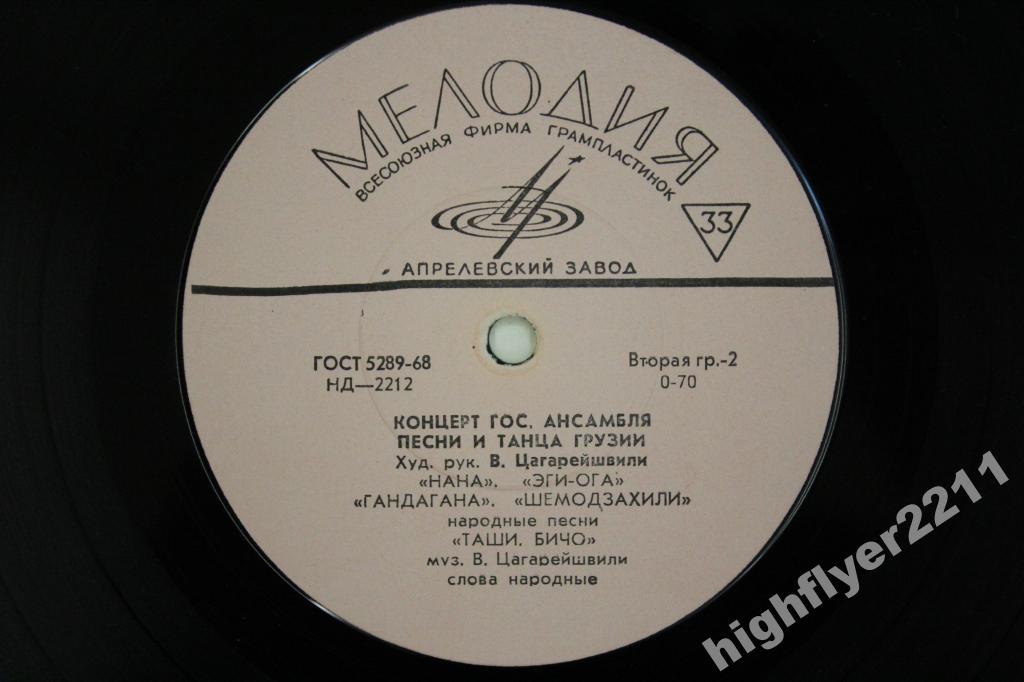 МЕЛОДИЯ
ВСЕСОЮЗНАЯ ФИРМА ГРАМПЛАСТИНОК
33
АПРЕЛЕВСКИЙ ЗАВОД
ГОСТ 5289-68 Вторая гр.-2
НД—2212 0-70
КОНЦЕРТ ГОС. АНСАМБЛЯ
ПЕСНИ И ТАНЦА ГРУЗИИ
Худ. рук. В. Цагарейшвили
«НАНА», «ЭГИ-ОГА»
«ГАНДАГАНА», «ШЕМОДЗАХИЛИ»
народные песни
«ТАШИ, БИЧО»
муз. В. Цагарейшвили
слова народные
highflyer2211